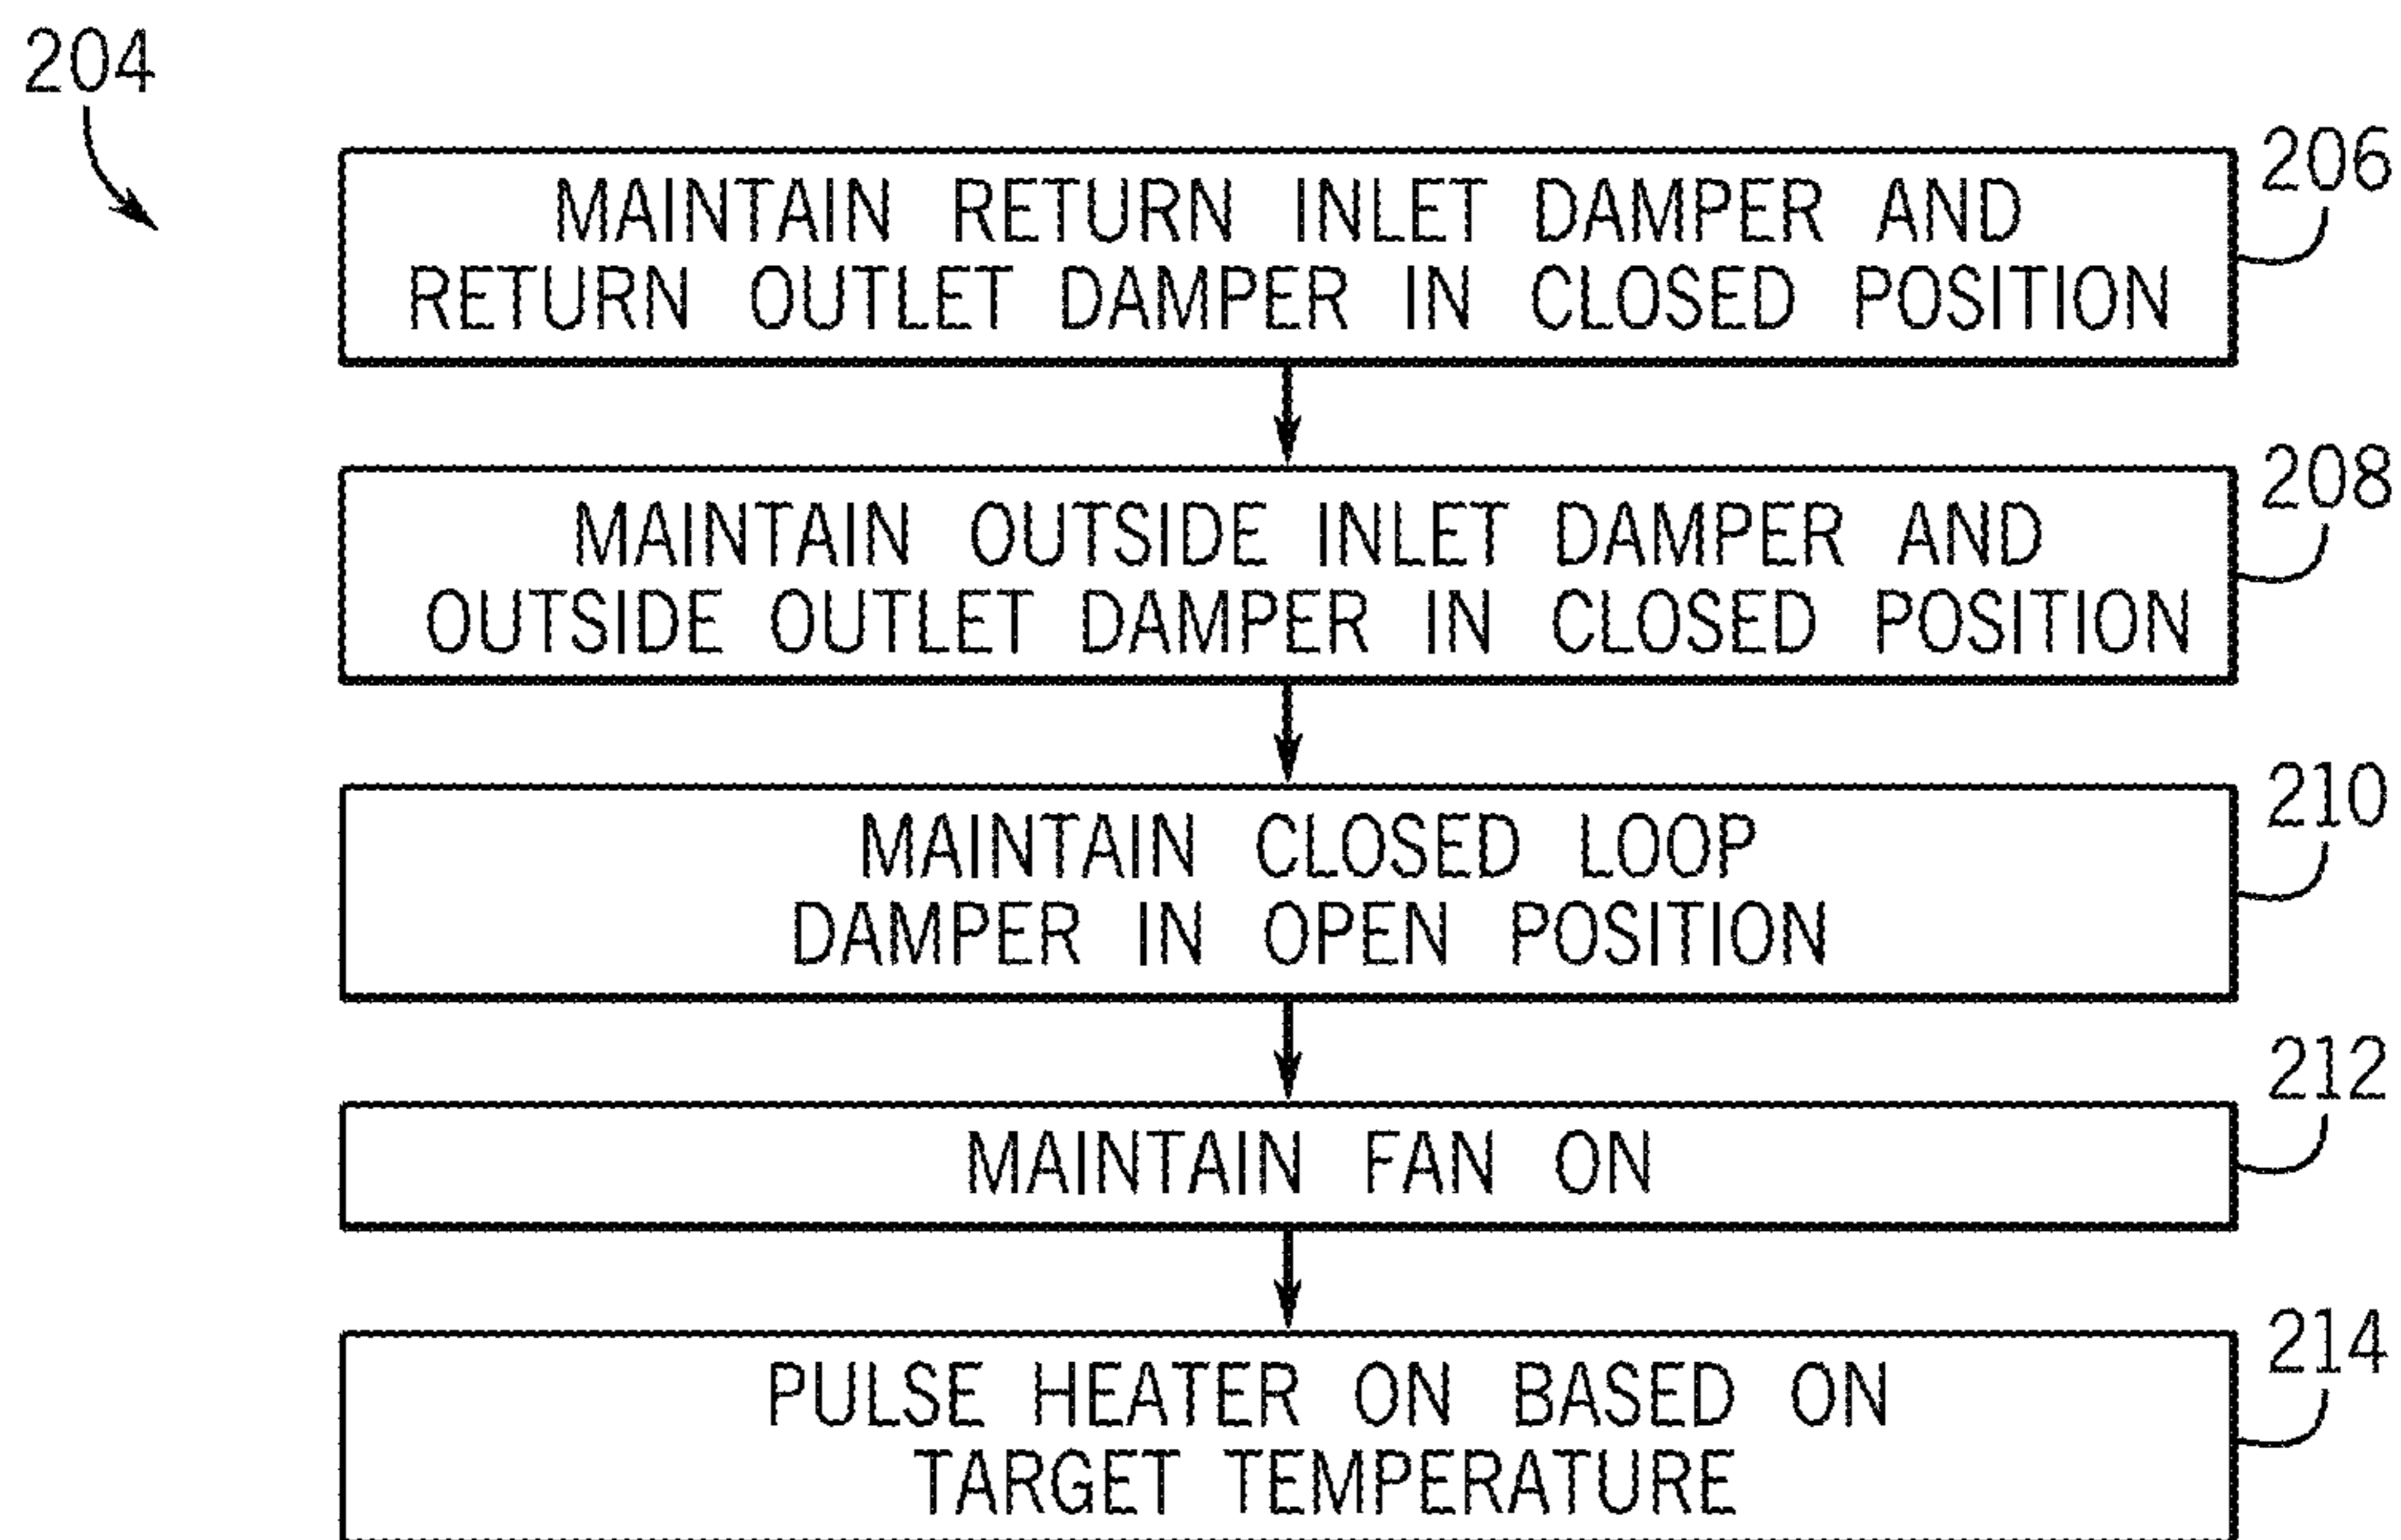 204
206
MAINTAIN RETURN INLET DAMPER AND
RETURN OUTLET DAMPER IN CLOSED POSITION
208
MAINTAIN OUTSIDE INLET DAMPER AND
OUTSIDE OUTLET DAMPER IN CLOSED POSITION
210
MAINTAIN CLOSED LOOP
DAMPER IN OPEN POSITION
212
MAINTAIN FAN ON
214
PULSE HEATER ON BASED ON
TARGET TEMPERATURE